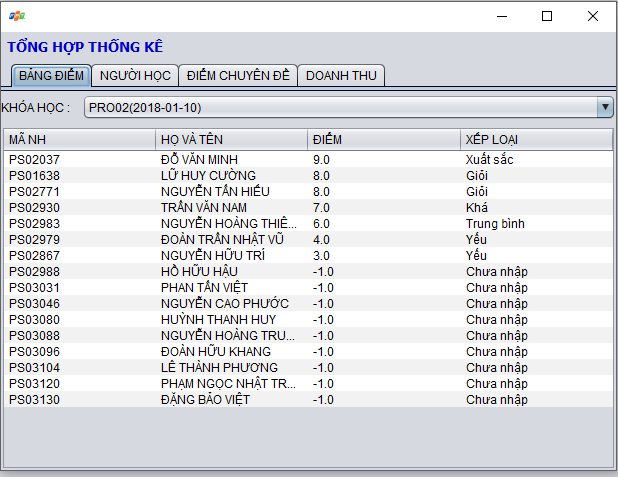 TỔNG HỢP THỐNG KÊ
BẢNG ĐIỂM NGƯỜI HỌC ĐIỂM CHUYÊN ĐỀ DOANH THU
KHÓA HỌC : PRO02(2018-01-10)
MÃ NH HỌ VÀ TÊN ĐIỂM XẾP LOẠI
PS02037 ĐỖ VĂN MINH 9.0 Xuất sắc
PS01638 LỮ HUY CƯỜNG 8.0 Giỏi
PS02771 NGUYỄN TẤN HIẾU 8.0 Giỏi
PS02930 TRẦN VĂN NAM 7.0 Khá
PS02983 NGUYỄN HOÀNG THIÊ... 6.0 Trung bình
PS02979 ĐOÀN TRẦN NHẬT VŨ 4.0 Yếu
PS02867 NGUYỄN HỮU TRÍ 3.0 Yếu
PS02988 HỒ HỮU HẬU -1.0 Chưa nhập
PS03031 PHAN TẤN VIỆT -1.0 Chưa nhập
PS03046 NGUYỄN CAO PHƯỚC -1.0 Chưa nhập
PS03080 HUỲNH THANH HUY -1.0 Chưa nhập
PS03088 NGUYỄN HOÀNG TRU... -1.0 Chưa nhập
PS03096 ĐOÀN HỮU KHANG -1.0 Chưa nhập
PS03104 LÊ THÀNH PHƯƠNG -1.0 Chưa nhập
PS03120 PHẠM NGỌC NHẬT TR... -1.0 Chưa nhập
PS03130 ĐẶNG BẢO VIỆT -1.0 Chưa nhập